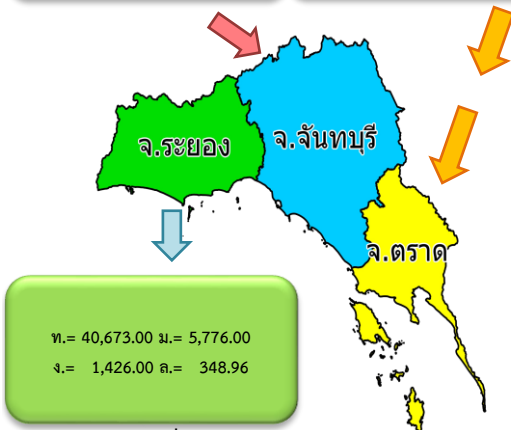 จ.ระยอง
จ.จันทบุรี
จ.ตราด
ท.= 40,673.00 ม.= 5,776.00
ง.= 1,426.00 ล.= 348.96